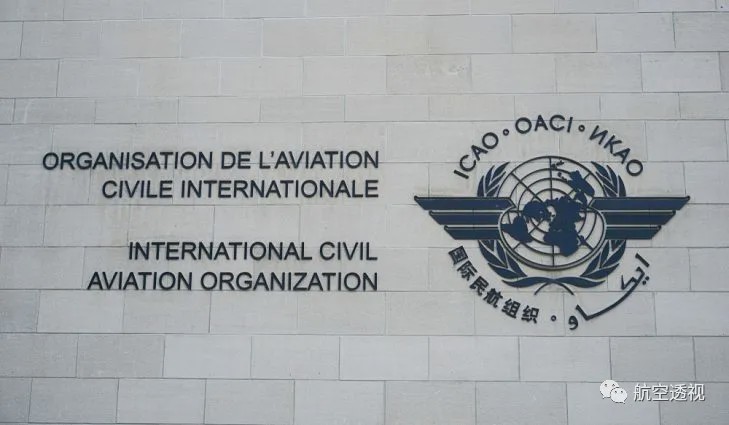 ORGANISATION DE L'AVIATION
CIVILE INTERNATIONALE
INTERNATIONAL CIVIL
AVIATION ORGANIZATION
ICAO · OACI · ИКАО
国际民航组织 · ايكاو
航空透视